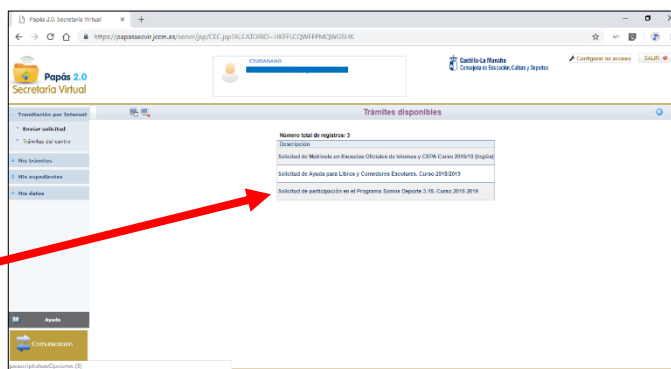 Papás 2.0 Secretaría Virtual
https://papassecvir.jccm.es/secvir/jsp/CEC.jsp?ALEATORIO=
Papás 2.0
Secretaría Virtual
CIUDADANO
Castilla-La Mancha
Consejería de Educación, Cultura y Deportes
Configurar mi acceso
SALIR
Tramitación por Internet
Enviar solicitud
Trámites del centro
Mis trámites
Mis expedientes
Mis datos
Trámites disponibles
Número total de registros: 3
Descripción
Solicitud de Matrícula en Escuelas Oficiales de Idiomas y CEPA Curso 2018/19 (Inglés)
Solicitud de Ayuda para Libros y Comedores Escolares. Curso 2018/2019
Solicitud de participación en el Programa Somos Deporte 3-18. Curso 2018-2019
Ayuda
Comunicación